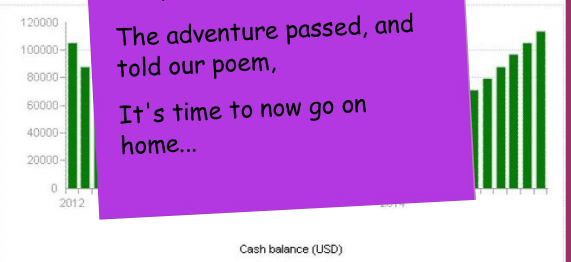 120000
The adventure passed, and
told our poem,
100000
80000
It's time to now go on
60000
home...
40000
20000
0
2012
Cash balance (USD)